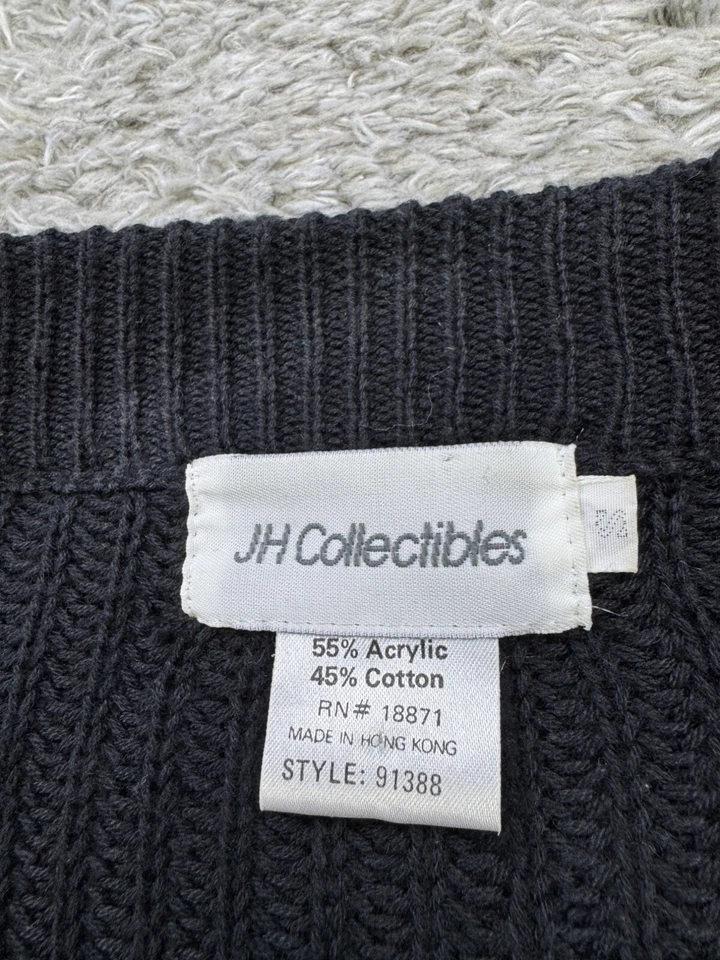 JH Collectibles
55% Acrylic
45% Cotton
RN# 18871
MADE IN HONG KONG
STYLE: 91388